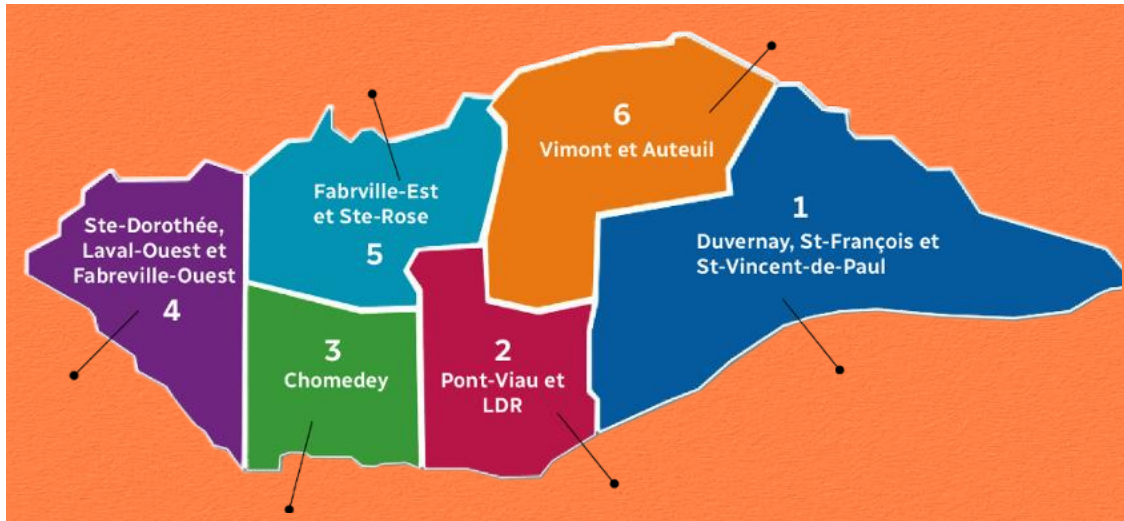 6
Vimont et Auteuil
Fabrville-Est
et Ste-Rose
5
1
Duvernay, St-François et
St-Vincent-de-Paul
Ste-Dorothée,
Laval-Ouest et
Fabreville-Ouest
4
3
Chomedey
2
Pont-Viau et
LDR